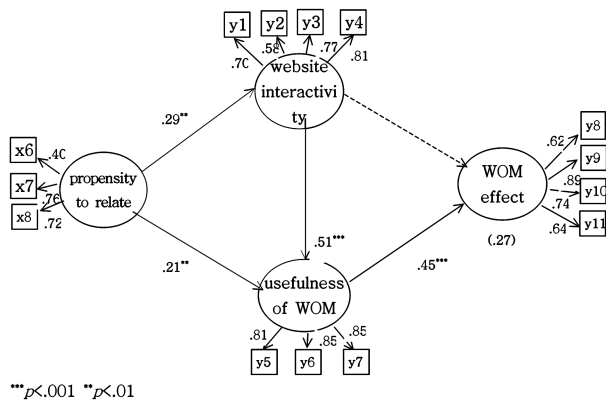 y1 y2 y3 y4
.70 .58 .77 .81
website
interactivi
ty
.29**
x6 .40
x7 .76
x8 .72
propensity
to relate
y8 .62
y9 .89
y10 .74
y11 .64
WOM
effect
(.27)
.51***
.21**
.45***
usefulness
of WOM
.81 .85 .85
y5 y6 y7
***p<.001 **p<.01